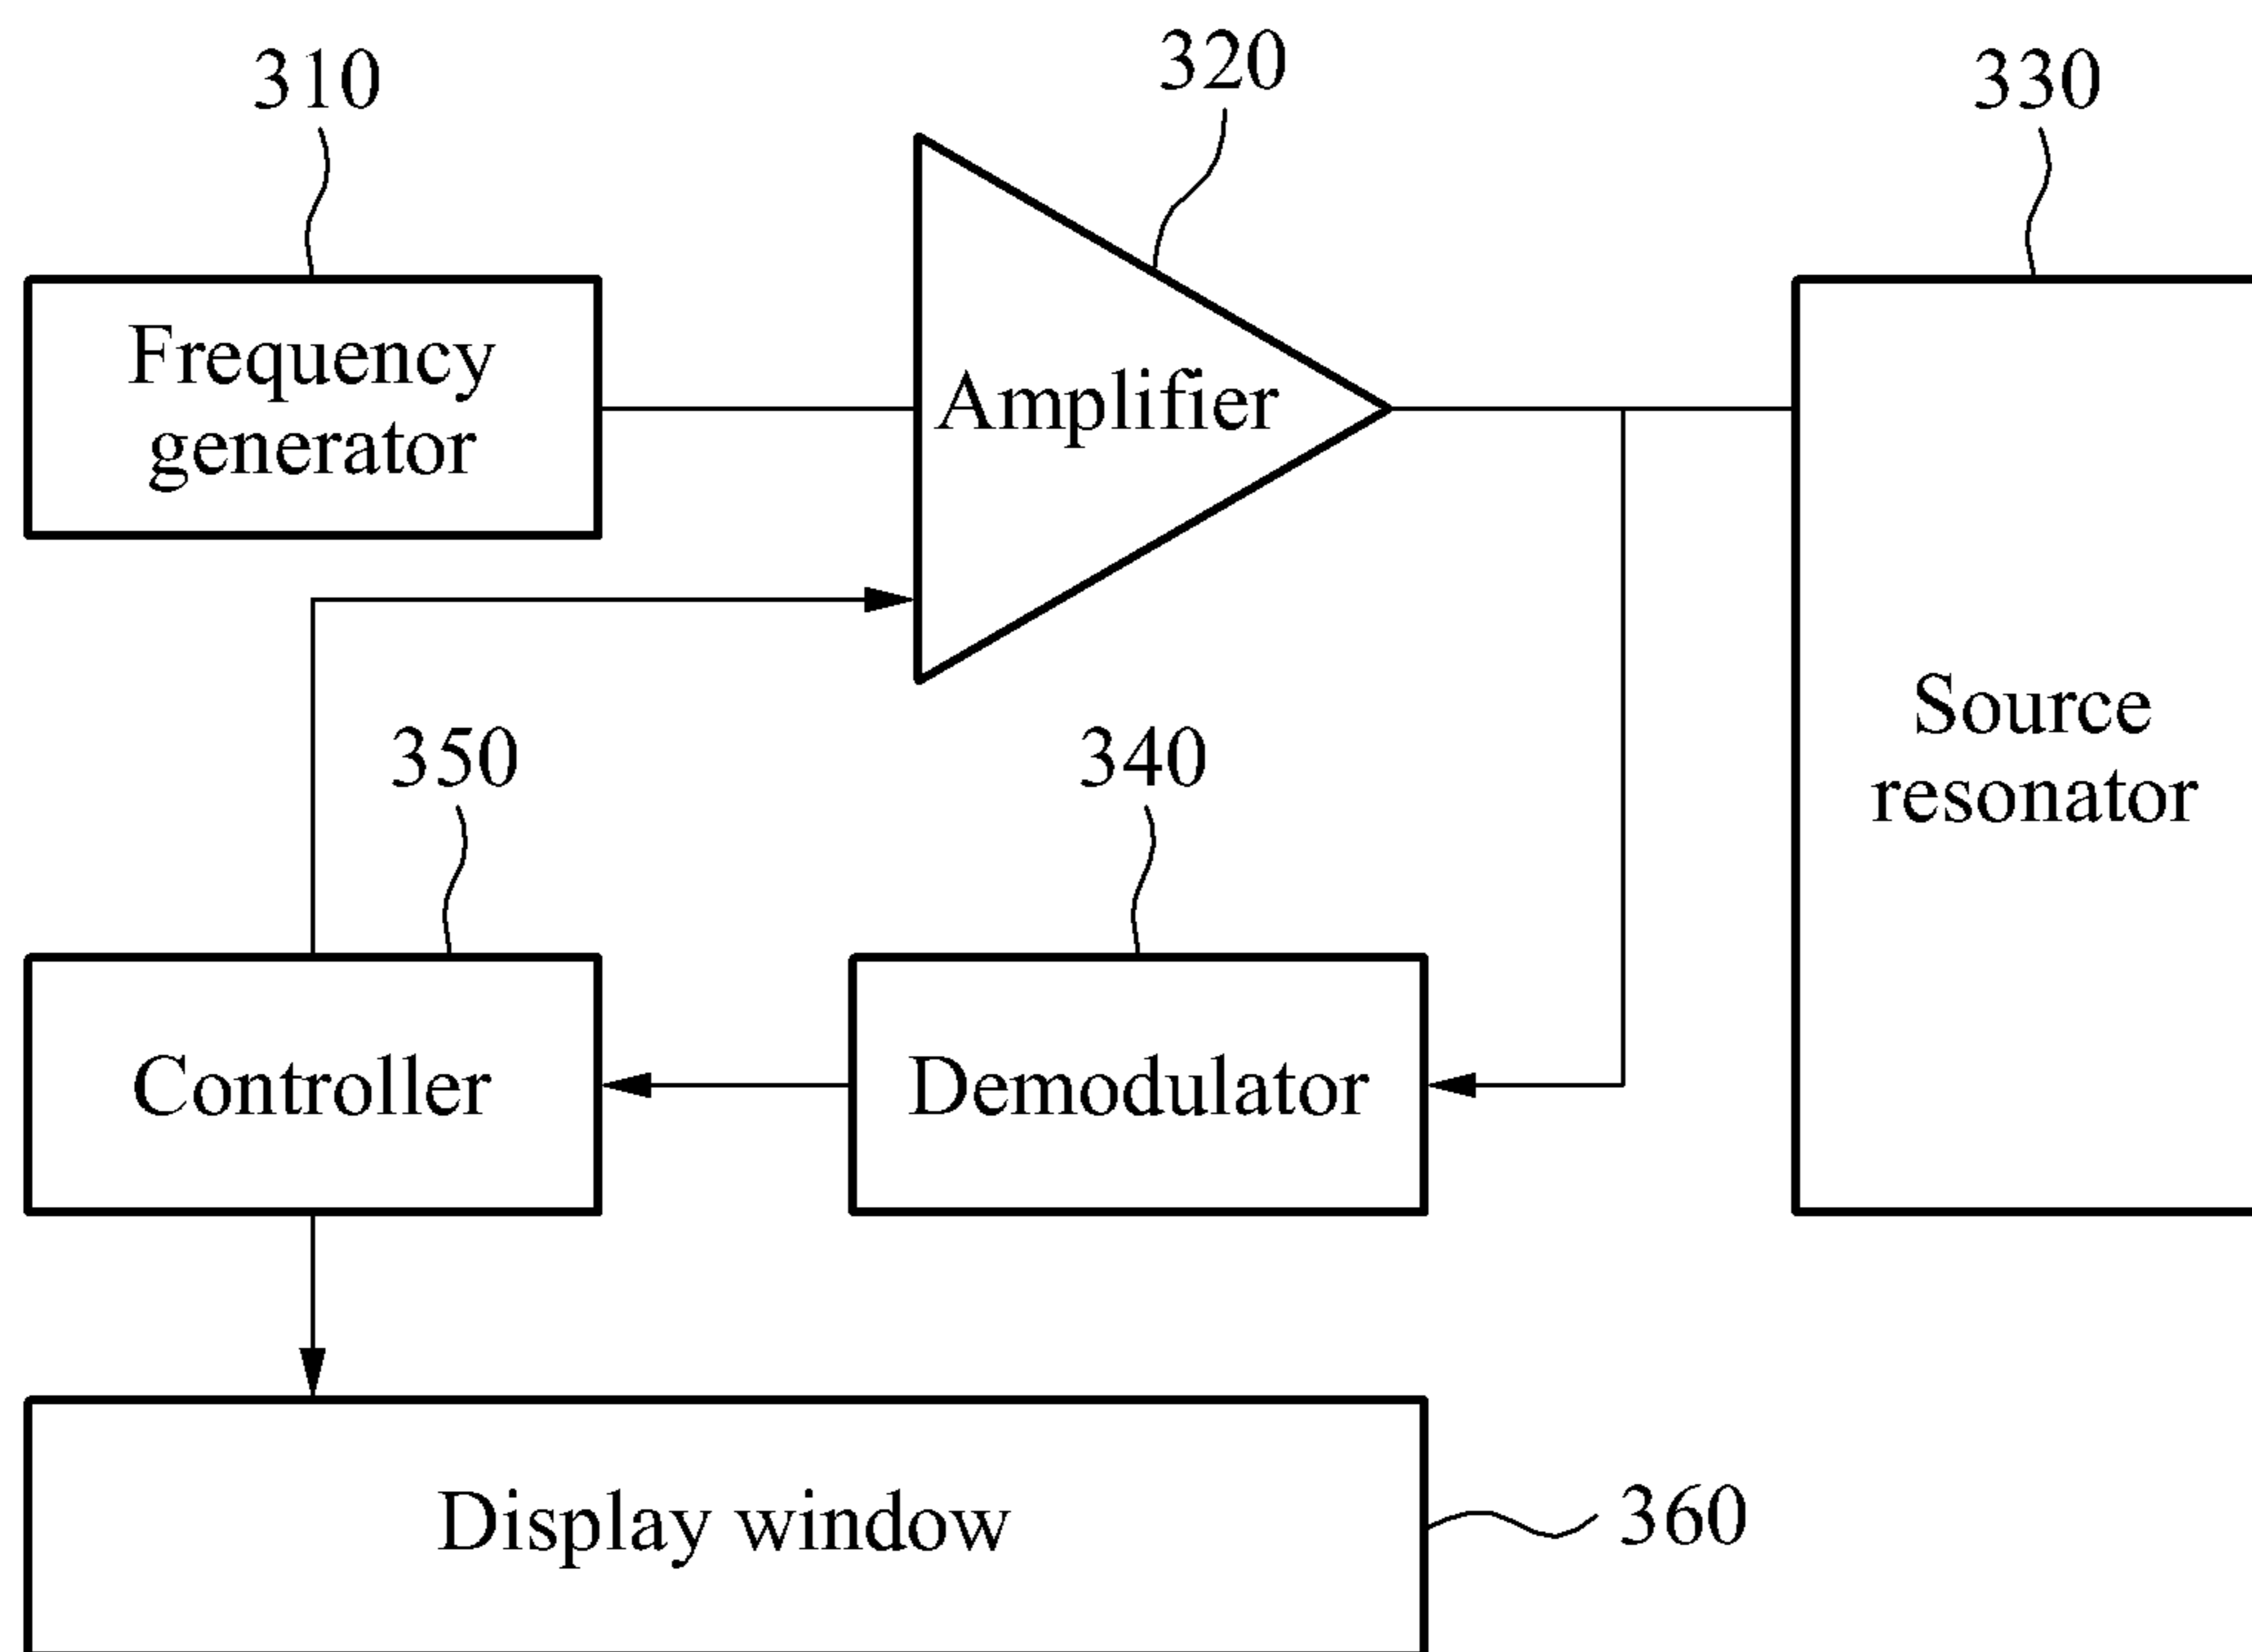 310
320
330
Frequency
generator
Amplifier
Source
resonator
350
340
Controller
Demodulator
Display window
360